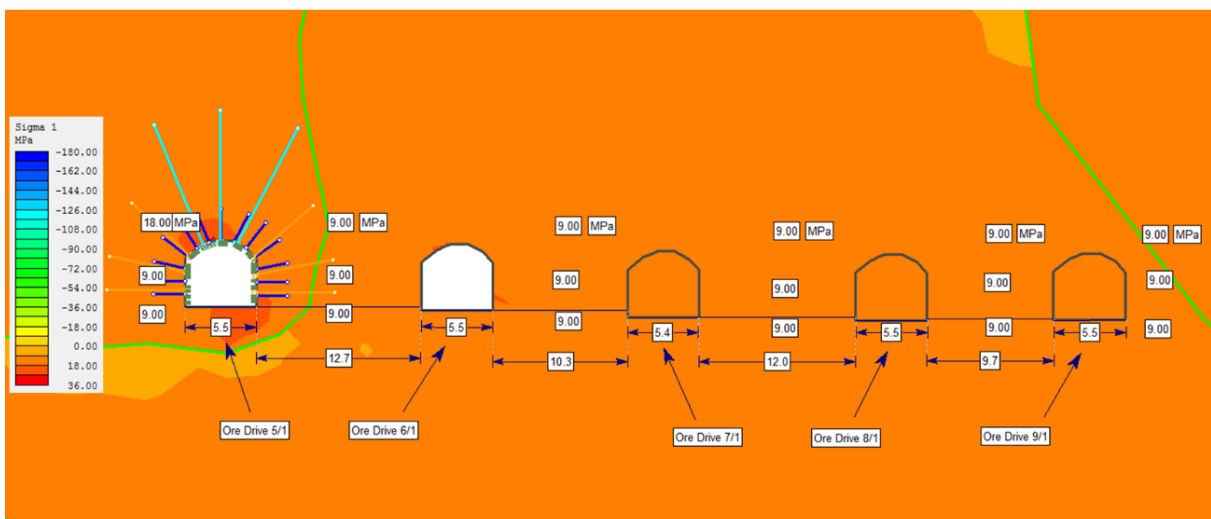 Sigma 1
MPa
-180.00
-162.00
-144.00
-126.00
-108.00
-90.00
-72.00
-54.00
-36.00
-18.00
0.00
18.00
36.00
18.00 MPa
9.00 MPa
9.00 MPa
9.00 MPa
9.00 MPa
9.00 MPa
9.00
9.00
9.00
9.00
9.00
9.00
9.00
9.00
9.00
9.00
9.00
9.00
5.5
5.5
5.4
5.5
5.5
12.7
10.3
12.0
9.7
Ore Drive 5/1
Ore Drive 6/1
Ore Drive 7/1
Ore Drive 8/1
Ore Drive 9/1